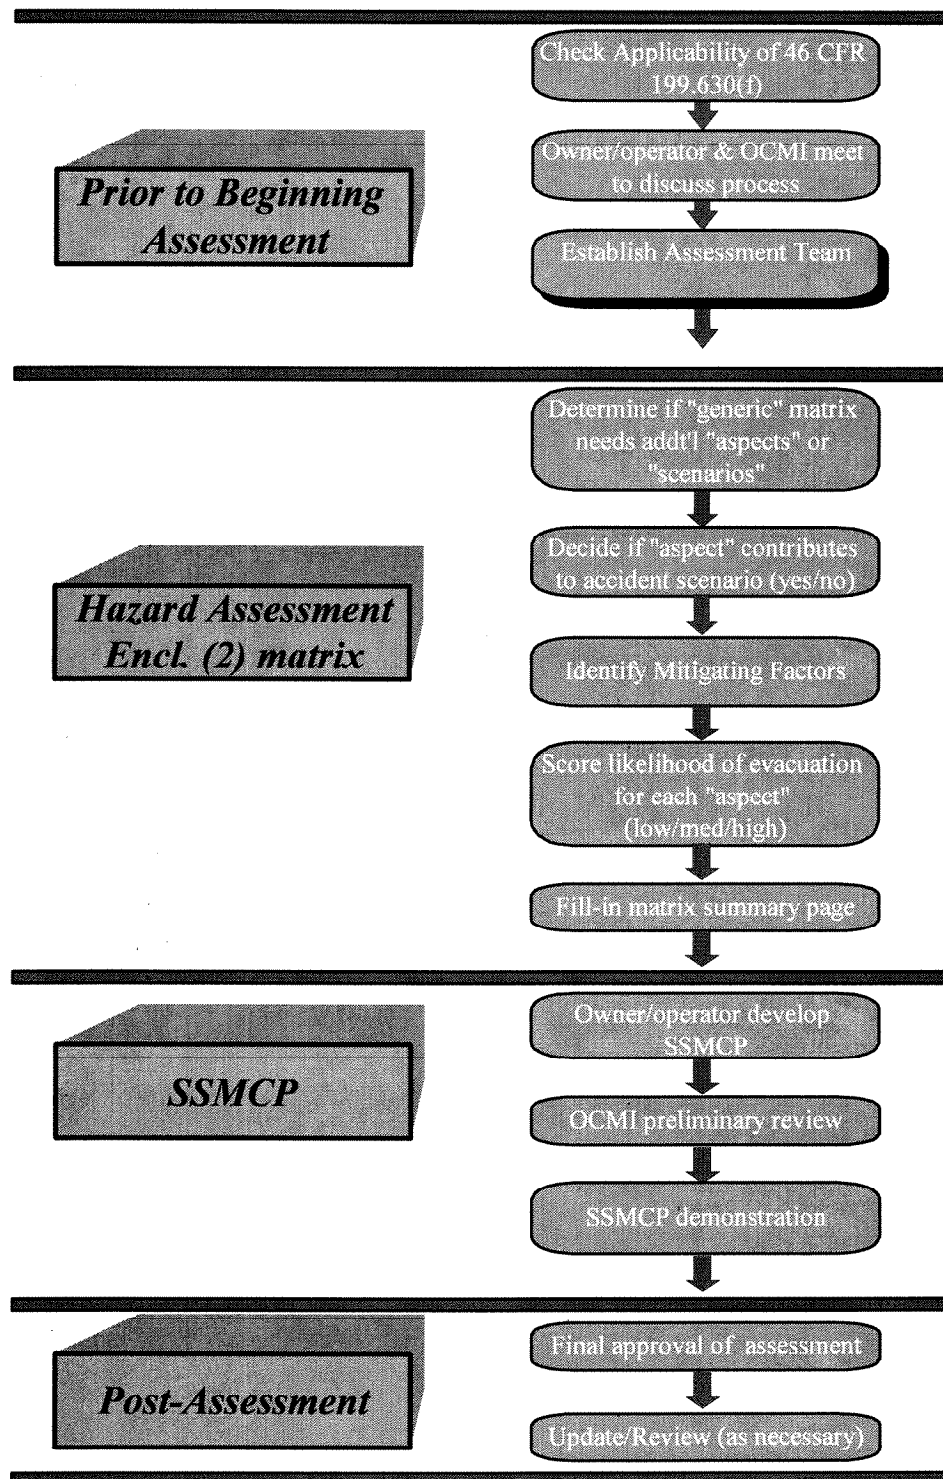 Check Applicability of 46 CFR
199.630(f)
Prior to Beginning
Assessment
Owner/operator & OCMI meet
to discuss process
Establish Assessment Team
Determine if "generic" matrix
needs addt'l "aspects" or
"scenarios"
Decide if "aspect" contributes
to accident scenario (yes/no)
Hazard Assessment
Encl. (2) matrix
Identify Mitigating Factors
Score likelihood of evacuation
for each "aspect"
(low/med/high)
Fill-in matrix summary page
SSMCP
Owner/operator develop
SSMCP
OCMI preliminary review
SSMCP demonstration
Post-Assessment
Final approval of assessment
Update/Review (as necessary)